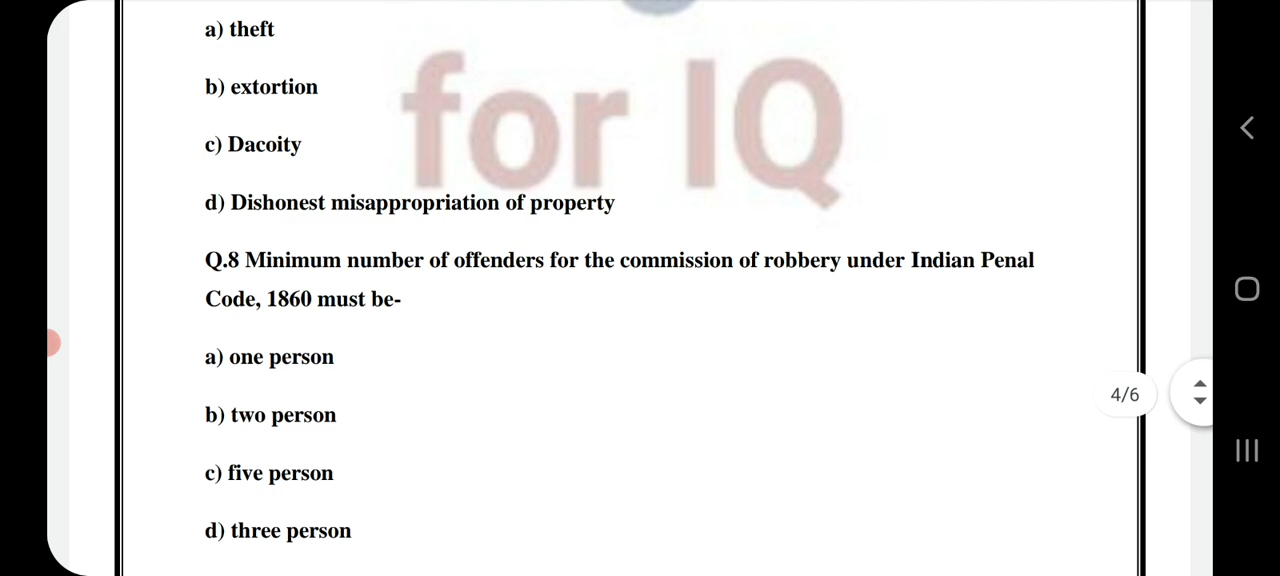 a) theft
for IQ
b) extortion
c) Dacoity
d) Dishonest misappropriation of property
Q.8 Minimum number of offenders for the commission of robbery under Indian Penal
Code, 1860 must be-
a) one person
4/6
b) two person
c) five person
d) three person